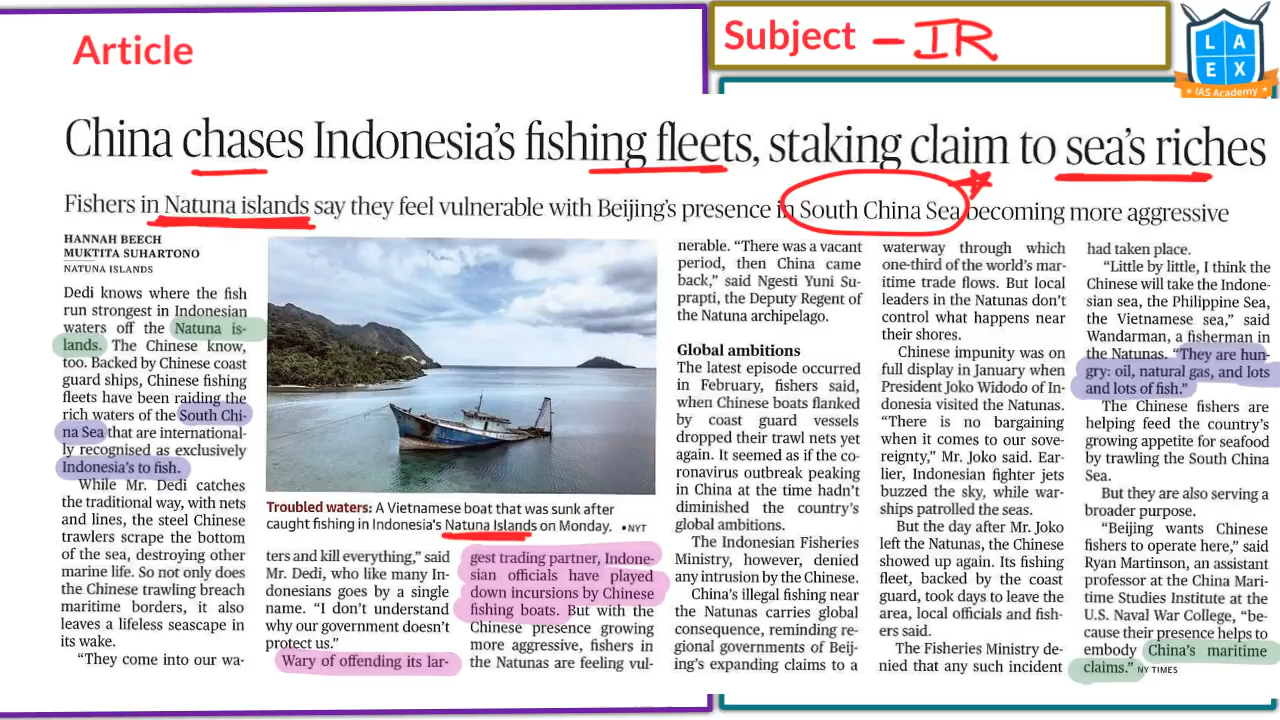 Article
Subject - IR
L A
E X
IAS Academy
China chases Indonesia's fishing fleets, staking claim to sea's riches
Fishers in Natuna islands say they feel vulnerable with Beijing's presence in South China Sea becoming more aggressive
HANNAH BEECH
MUKTITA SUHARTONO
NATUNA ISLANDS
Dedi knows where the fish
run strongest in Indonesian
waters off the Natuna is-
lands. The Chinese know,
too. Backed by Chinese coast
guard ships, Chinese fishing
fleets have been raiding the
rich waters of the South Chi-
na Sea that are international-
ly recognised as exclusively
Indonesia's to fish.
While Mr. Dedi catches
the traditional way, with nets
and lines, the steel Chinese
trawlers scrape the bottom
of the sea, destroying other
marine life. So not only does
the Chinese trawling breach
maritime borders, it also
leaves a lifeless seascape in
its wake.
"They come into our wa-
Troubled waters: A Vietnamese boat that was sunk after
caught fishing in Indonesia's Natuna Islands on Monday. •NYT
ters and kill everything," said
Mr. Dedi, who like many In-
donesians goes by a single
name. "I don't understand
why our government doesn't
protect us."
Wary of offending its lar-
gest trading partner, Indone-
sian officials have played
down incursions by Chinese
fishing boats. But with the
Chinese presence growing
more aggressive, fishers in
the Natunas are feeling vul-
nerable. "There was a vacant
period, then China came
back," said Ngesti Yuni Su-
prapti, the Deputy Regent of
the Natuna archipelago.
Global ambitions
The latest episode occurred
in February, fishers said,
when Chinese boats flanked
by coast guard vessels
dropped their trawl nets yet
again. It seemed as if the co-
ronavirus outbreak peaking
in China at the time hadn't
diminished the country's
global ambitions.
The Indonesian Fisheries
Ministry, however, denied
any intrusion by the Chinese.
China's illegal fishing near
the Natunas carries global
consequence, reminding re-
gional governments of Beij-
ing's expanding claims to a
waterway through which
one-third of the world's mar-
itime trade flows. But local
leaders in the Natunas don't
control what happens near
their shores.
Chinese impunity was on
full display in January when
President Joko Widodo of In-
donesia visited the Natunas.
"There is no bargaining
when it comes to our sove-
reignty," Mr. Joko said. Ear-
lier, Indonesian fighter jets
buzzed the sky, while war-
ships patrolled the seas.
But the day after Mr. Joko
left the Natunas, the Chinese
showed up again. Its fishing
fleet, backed by the coast
guard, took days to leave the
area, local officials and fish-
ers said.
The Fisheries Ministry de-
nied that any such incident
had taken place.
"Little by little, I think the
Chinese will take the Indone-
sian sea, the Philippine Sea,
the Vietnamese sea," said
Wandarman, a fisherman in
the Natunas. "They are hun-
gry: oil, natural gas, and lots
and lots of fish."
The Chinese fishers are
helping feed the country's
growing appetite for seafood
by trawling the South China
Sea.
But they are also serving a
broader purpose.
"Beijing wants Chinese
fishers to operate here," said
Ryan Martinson, an assistant
professor at the China Mari-
time Studies Institute at the
U.S. Naval War College, "be-
cause their presence helps to
embody China's maritime
claims." NY TIMES